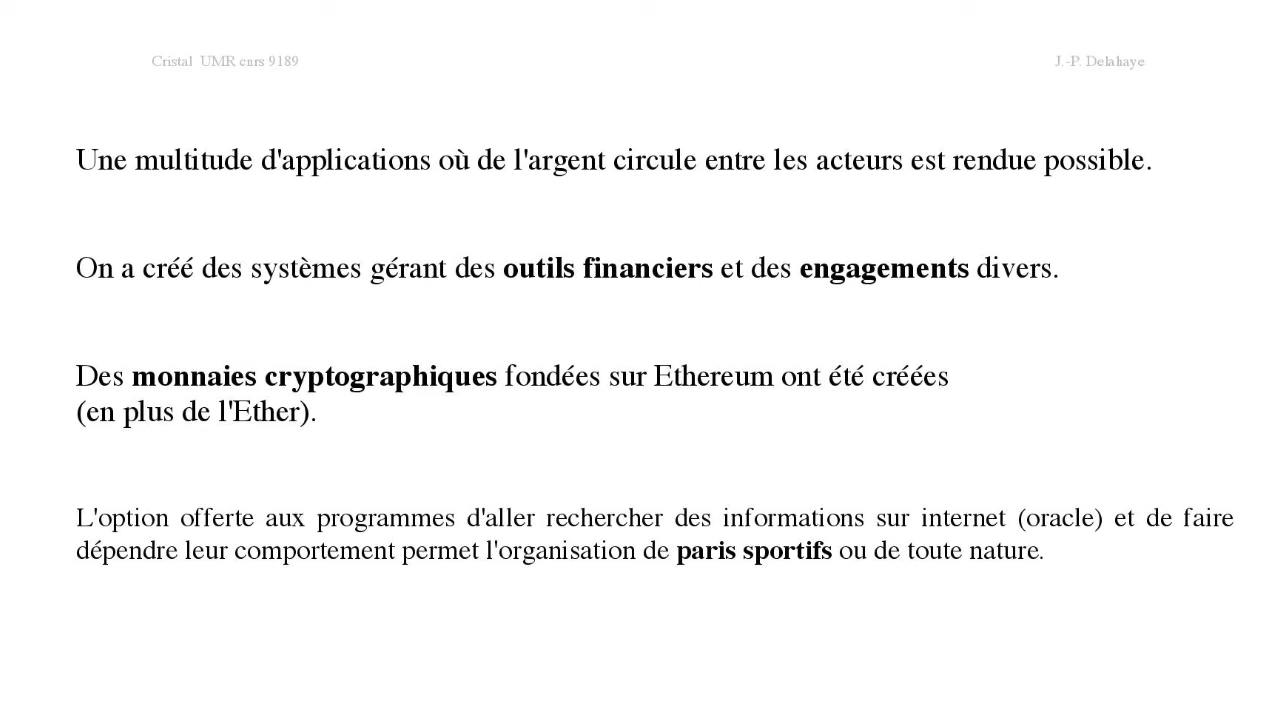 Cristal UMR cnrs 9189
J.-P. Delahaye
Une multitude d'applications où de l'argent circule entre les acteurs est rendue possible.
On a créé des systèmes gérant des outils financiers et des engagements divers.
Des monnaies cryptographiques fondées sur Ethereum ont été créées
(en plus de l'Ether).
L'option offerte aux programmes d'aller rechercher des informations sur internet (oracle) et de faire
dépendre leur comportement permet l'organisation de paris sportifs ou de toute nature.